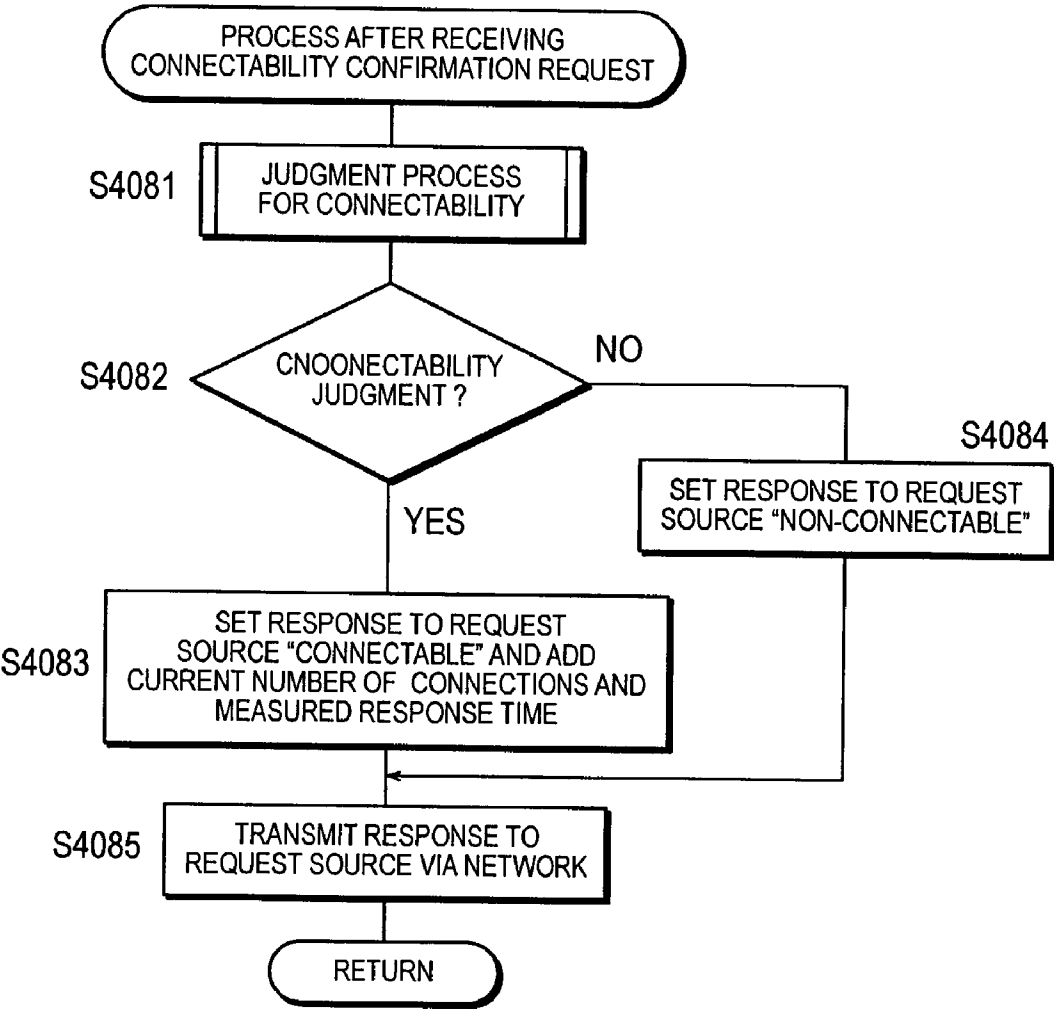 PROCESS AFTER RECEIVING
CONNECTABILITY CONFIRMATION REQUEST
S4081
JUDGMENT PROCESS
FOR CONNECTABILITY
S4082
CNOONECTABILITY
JUDGMENT ?
NO
YES
S4084
SET RESPONSE TO REQUEST
SOURCE "NON-CONNECTABLE"
S4083
SET RESPONSE TO REQUEST
SOURCE "CONNECTABLE" AND ADD
CURRENT NUMBER OF CONNECTIONS AND
MEASURED RESPONSE TIME
S4085
TRANSMIT RESPONSE TO
REQUEST SOURCE VIA NETWORK
RETURN